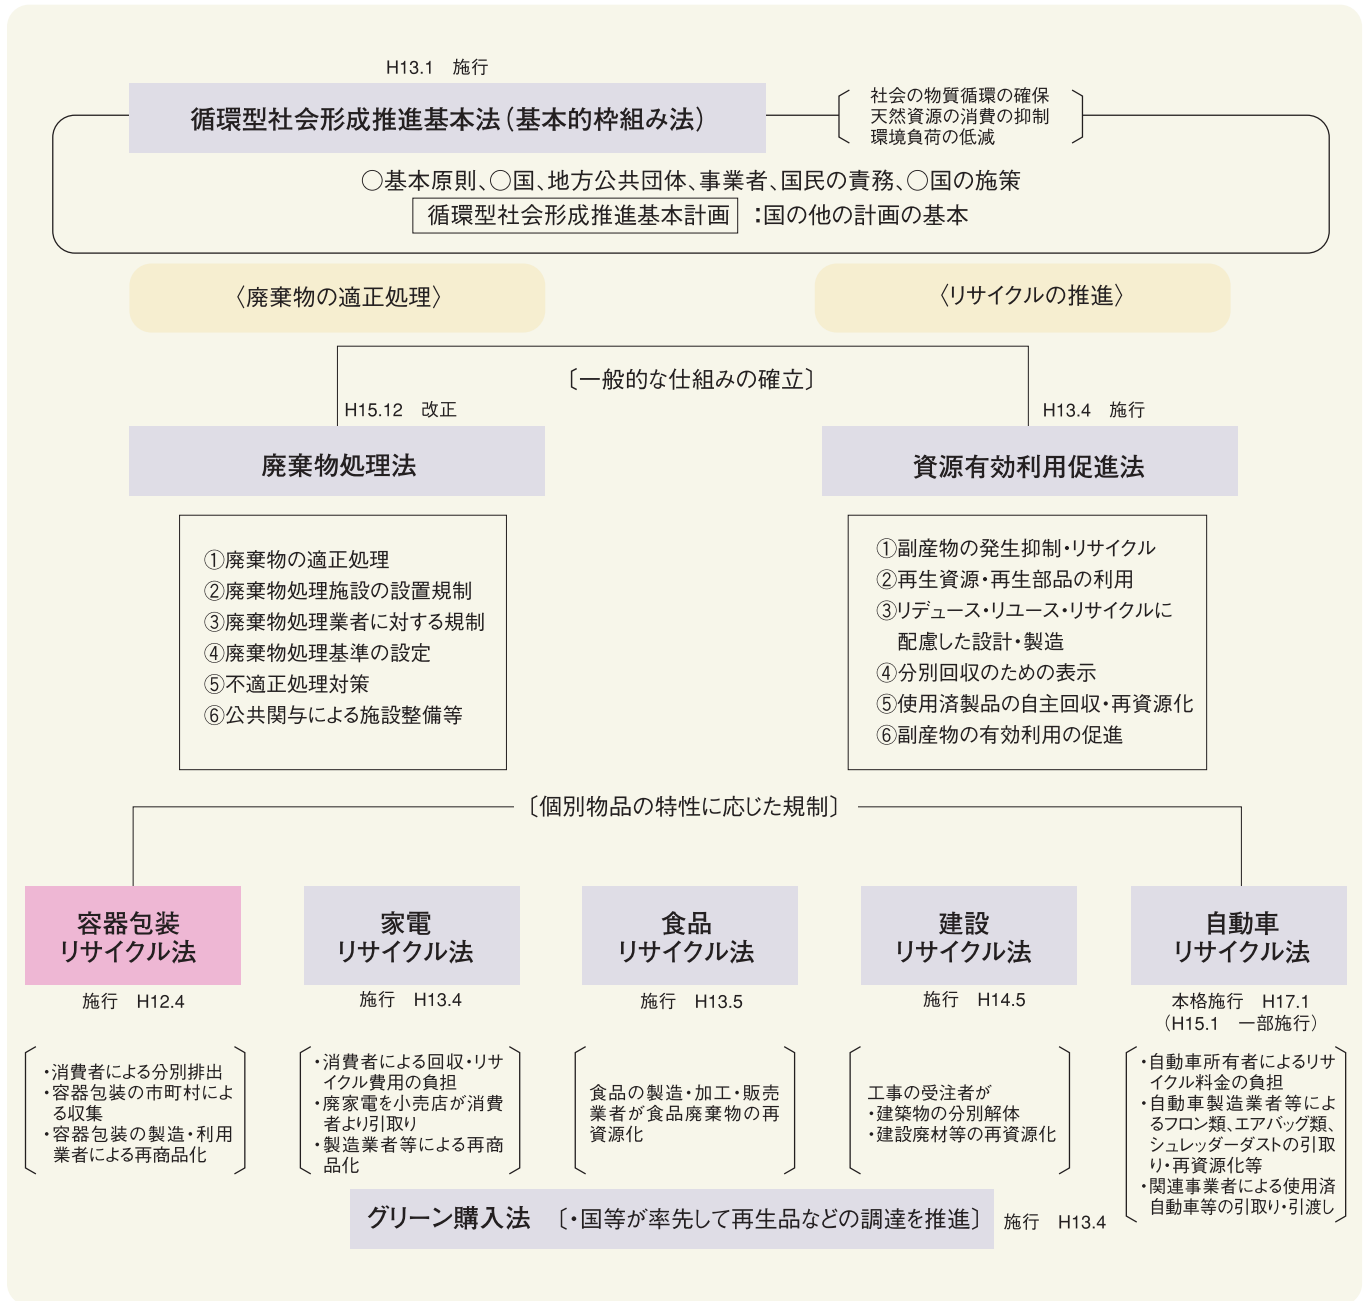 H13.1 施行
循環型社会形成推進基本法（基本的枠組み法）
社会の物質循環の確保
天然資源の消費の抑制
環境負荷の低減
○基本原則、○国、地方公共団体、事業者、国民の責務、○国の施策
循環型社会形成推進基本計画 ：国の他の計画の基本
〈廃棄物の適正処理〉
〈リサイクルの推進〉
〔一般的な仕組みの確立〕
H15.12 改正
廃棄物処理法
①廃棄物の適正処理
②廃棄物処理施設の設置規制
③廃棄物処理業者に対する規制
④廃棄物処理基準の設定
⑤不適正処理対策
⑥公共関与による施設整備等
H13.4 施行
資源有効利用促進法
①副産物の発生抑制・リサイクル
②再生資源・再生部品の利用
③リデュース・リユース・リサイクルに
配慮した設計・製造
④分別回収のための表示
⑤使用済製品の自主回収・再資源化
⑥副産物の有効利用の促進
〔個別物品の特性に応じた規制〕
容器包装
リサイクル法
施行 H12.4
・消費者による分別排出
・容器包装の市町村によ
る収集
・容器包装の製造・利用
業者による再商品化
家電
リサイクル法
施行 H13.4
・消費者による回収・リサ
イクル費用の負担
・廃家電を小売店が消費
者より引取り
・製造業者等による再商
品化
食品
リサイクル法
施行 H13.5
食品の製造・加工・販売
業者が食品廃棄物の再
資源化
建設
リサイクル法
施行 H14.5
工事の受注者が
・建築物の分別解体
・建設廃材等の再資源化
自動車
リサイクル法
本格施行 H17.1
（H15.1 一部施行）
・自動車所有者によるリサ
イクル料金の負担
・自動車製造業者等によ
るフロン類、エアバッグ類、
シュレッダーダストの引取
り・再資源化等
・関連事業者による使用済
自動車等の引取り・引渡し
グリーン購入法 〔・国等が率先して再生品などの調達を推進〕 施行 H13.4